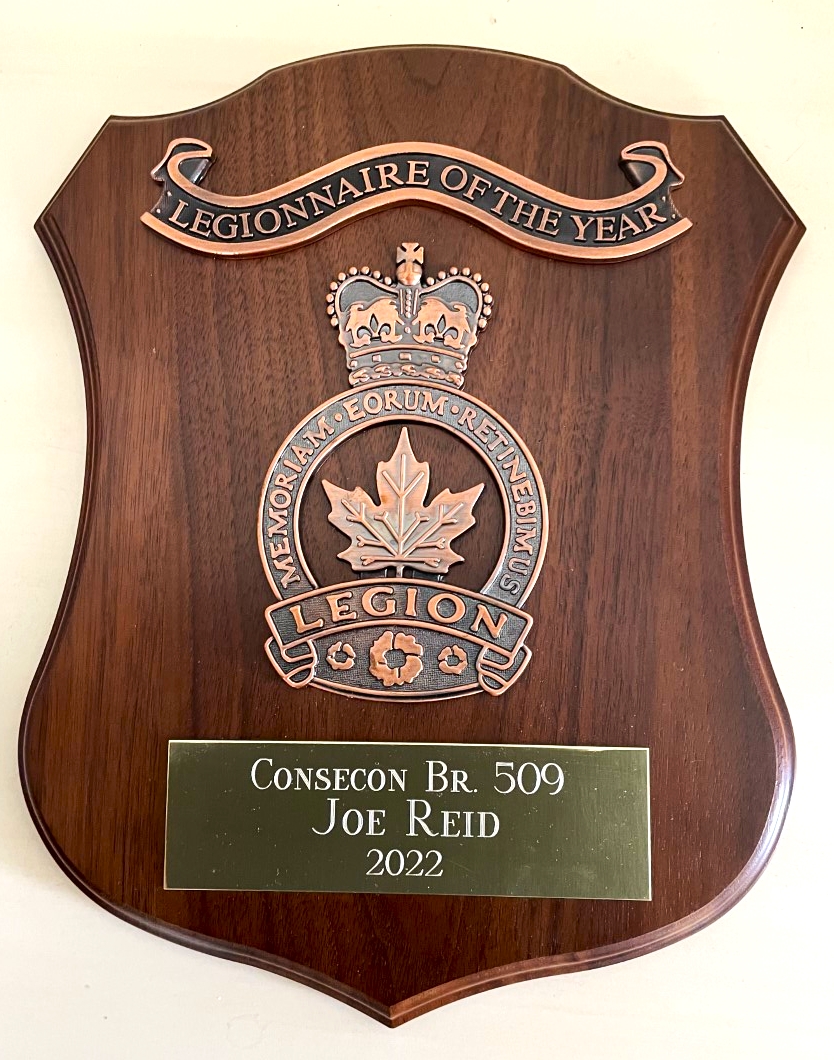 LEGIONNAIRE OF THE YEAR
MEMORIAM · EORUM · RETINEBIMUS
LEGION
CONSECON BR. 509
JOE REID
2022